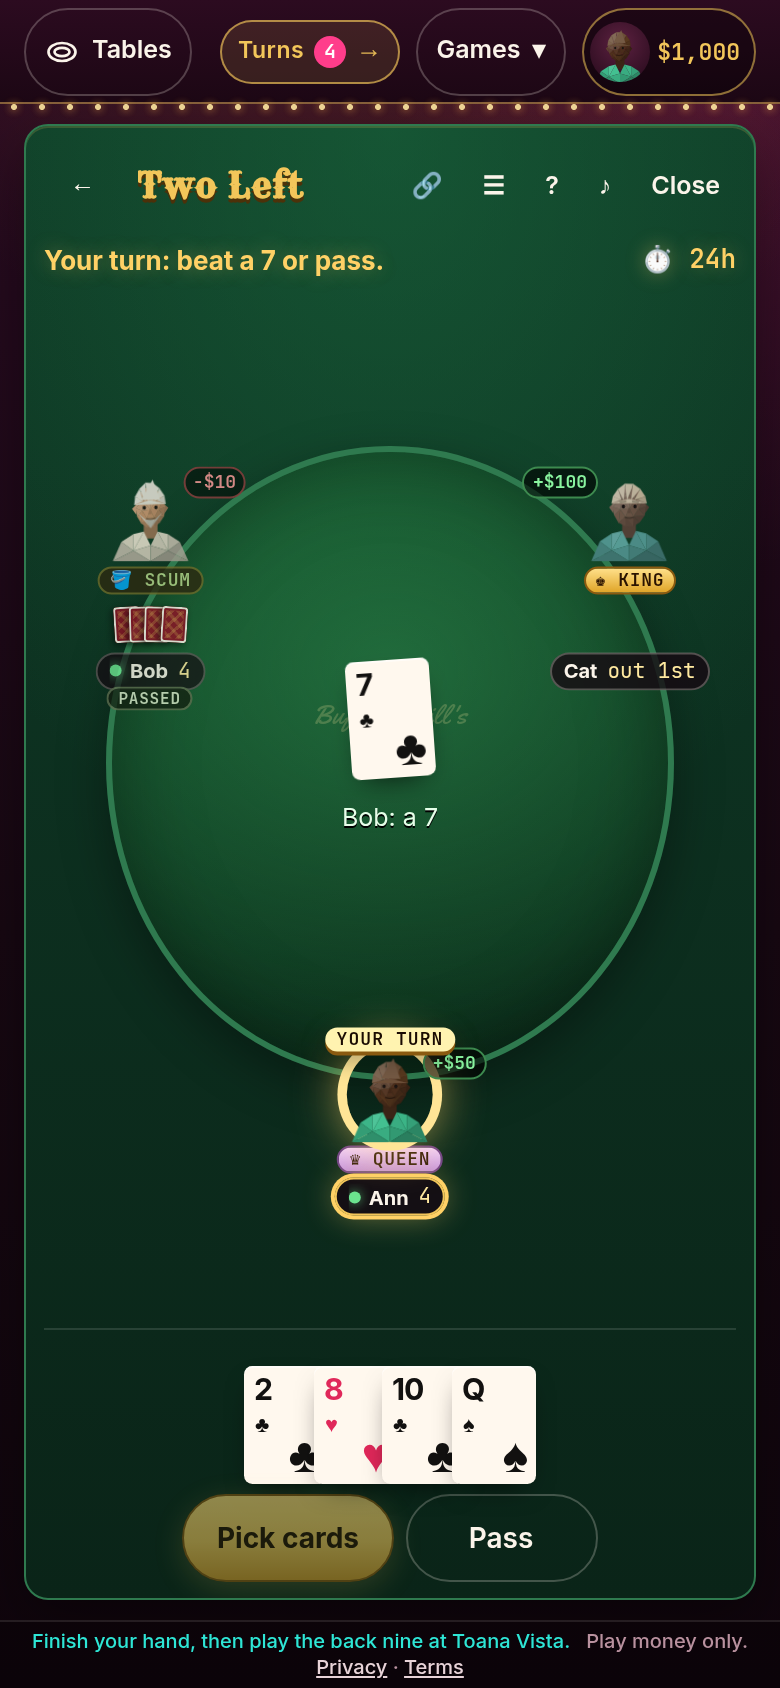 Tables
Turns 4 →
Games ▼
$1,000
← Two Left
? ♪ Close
Your turn: beat a 7 or pass.
24h
-$10
+$100
SCUM
KING
Bob 4
PASSED
Cat out 1st
7
Bob: a 7
YOUR TURN
+$50
QUEEN
Ann 4
2 8 10 Q
Pick cards
Pass
Finish your hand, then play the back nine at Toana Vista. Play money only.
Privacy · Terms